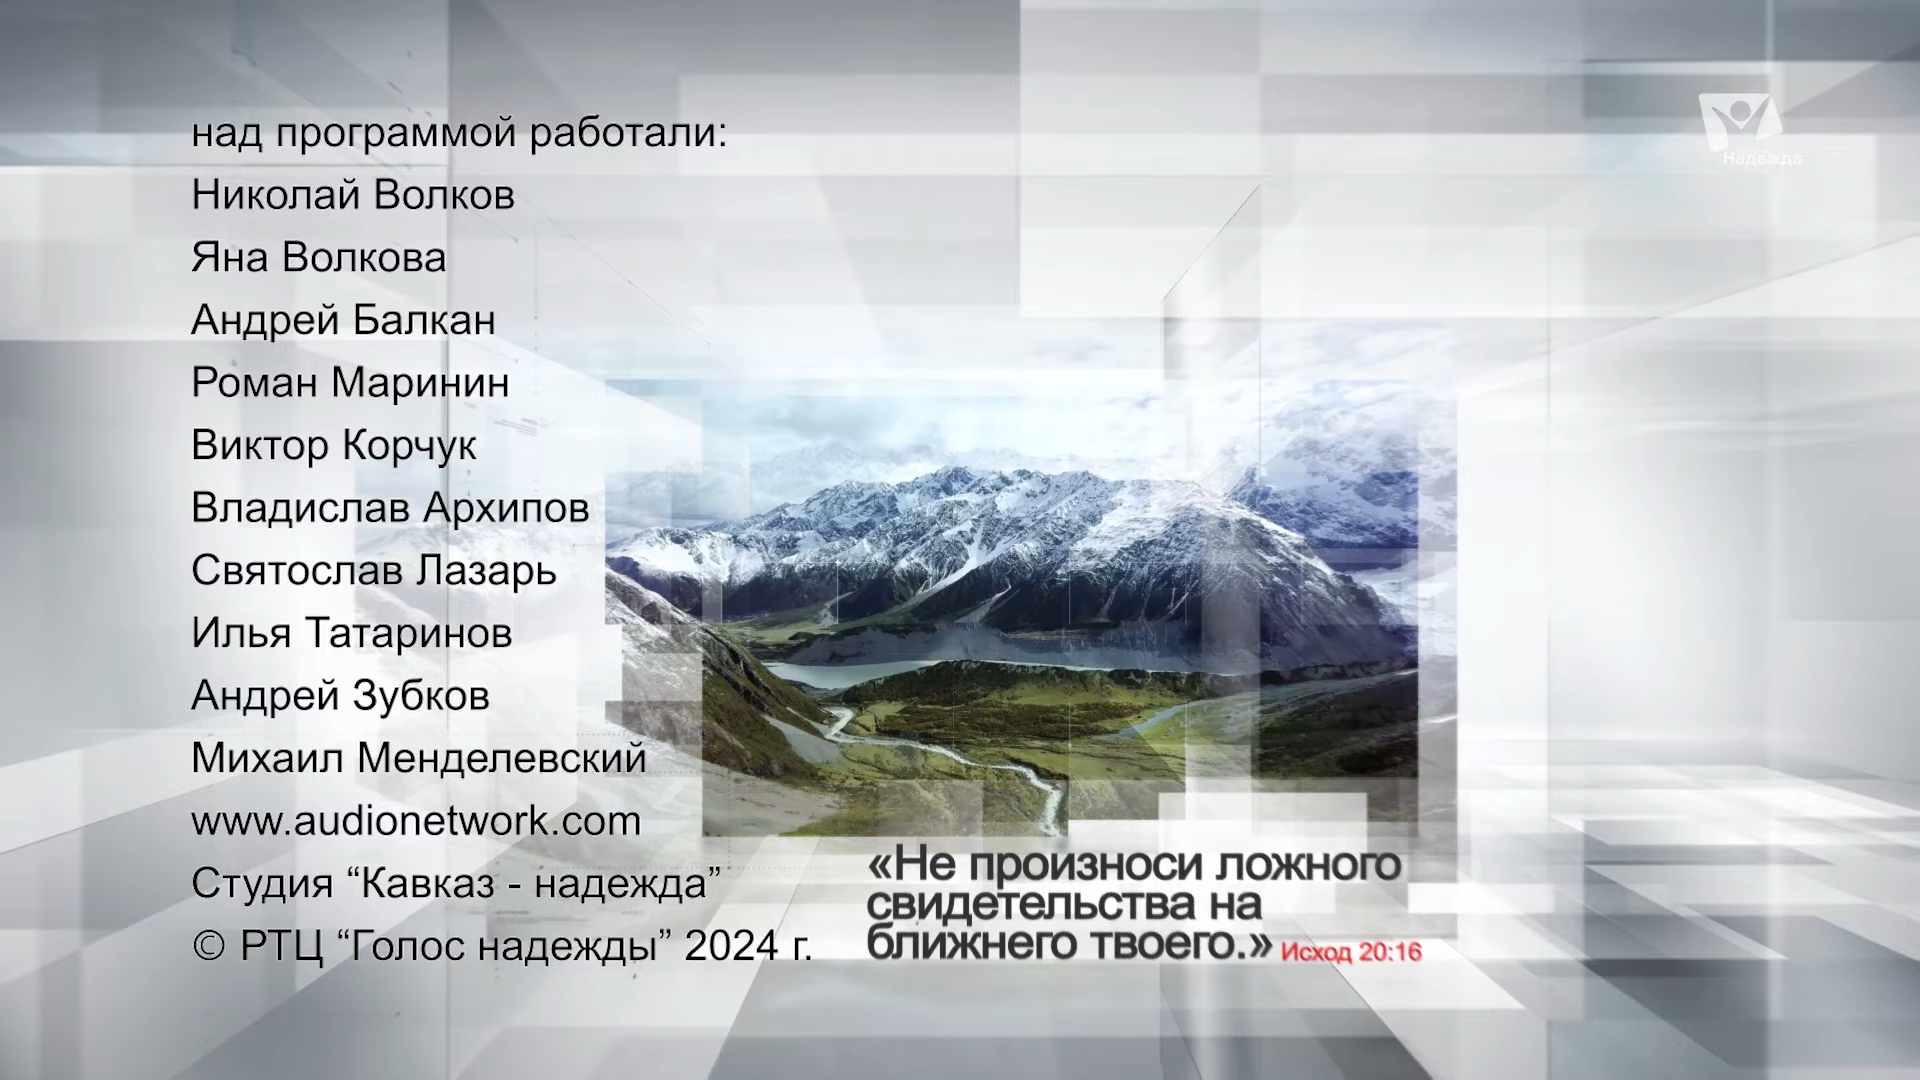 Надежда
над программой работали:
Николай Волков
Яна Волкова
Андрей Балкан
Роман Маринин
Виктор Корчук
Владислав Архипов
Святослав Лазарь
Илья Татаринов
Андрей Зубков
Михаил Менделевский
www.audionetwork.com
Студия “Кавказ - надежда”
© РТЦ “Голос надежды” 2024 г.
«Не произноси ложного
свидетельства на
ближнего твоего.» Исход 20:16